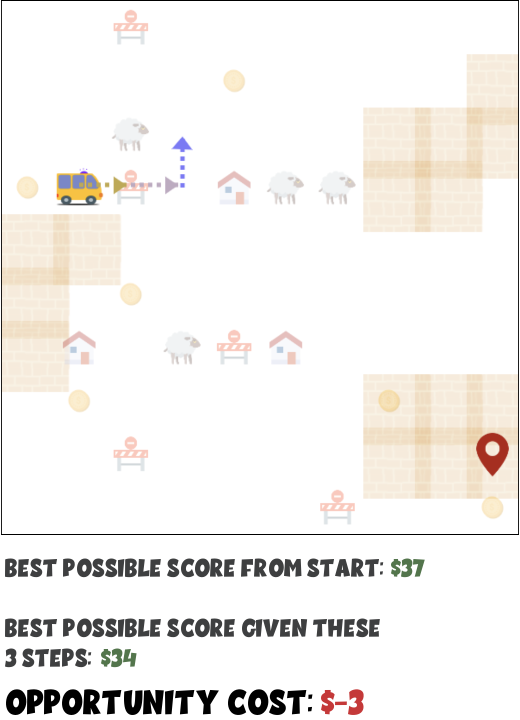 BEST POSSIBLE SCORE FROM START: $37
BEST POSSIBLE SCORE GIVEN THESE
3 STEPS: $34
OPPORTUNITY COST: $-3